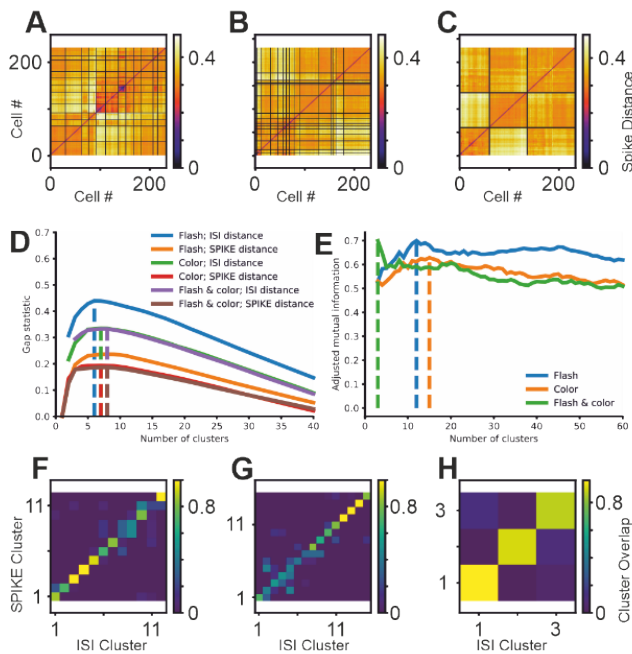 A
B
C
0.4
0.4
0.4
200
0
0
0
0
Cell #
Spike Distance
0
200
0
200
0
200
Cell #
Cell #
Cell #
D
E
0.7
0.6
0.5
0.4
0.3
0.2
0.1
0.0
Gap statistic
Flash; ISI distance
Flash; SPIKE distance
Color; ISI distance
Color; SPIKE distance
Flash & color; ISI distance
Flash & color; SPIKE distance
0
5
10
15
20
25
30
35
40
Number of clusters
0.7
0.6
0.5
0.4
0.3
0.2
0.1
0.0
Adjusted mutual information
Flash
Color
Flash & color
0
10
20
30
40
50
60
Number of clusters
F
G
H
0.8
0.8
0.8
11
11
3
2
1
1
1
0
0
0
SPIKE Cluster
Cluster Overlap
1
11
1
11
1
3
ISI Cluster
ISI Cluster
ISI Cluster